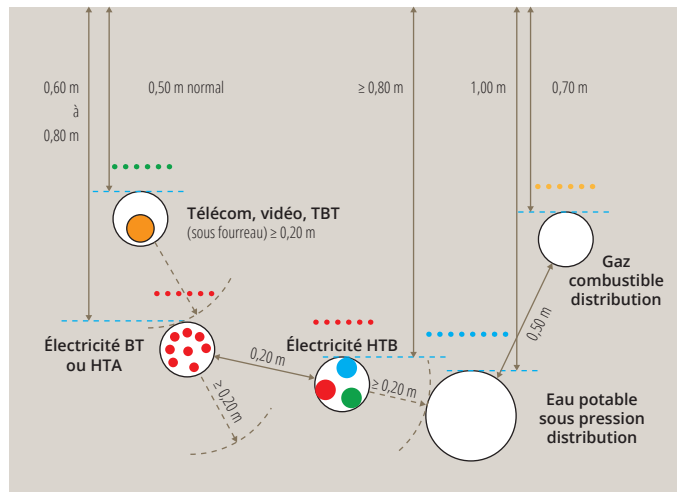 0,60 m
à
0,80 m
0,50 m normal
≥ 0,80 m
1,00 m
0,70 m
Télécom, vidéo, TBT
(sous fourreau) ≥ 0,20 m
Gaz
combustible
distribution
0,50 m
Électricité BT
ou HTA
0,20 m
Électricité HTB
≥ 0,20 m
≥ 0,20 m
Eau potable
sous pression
distribution